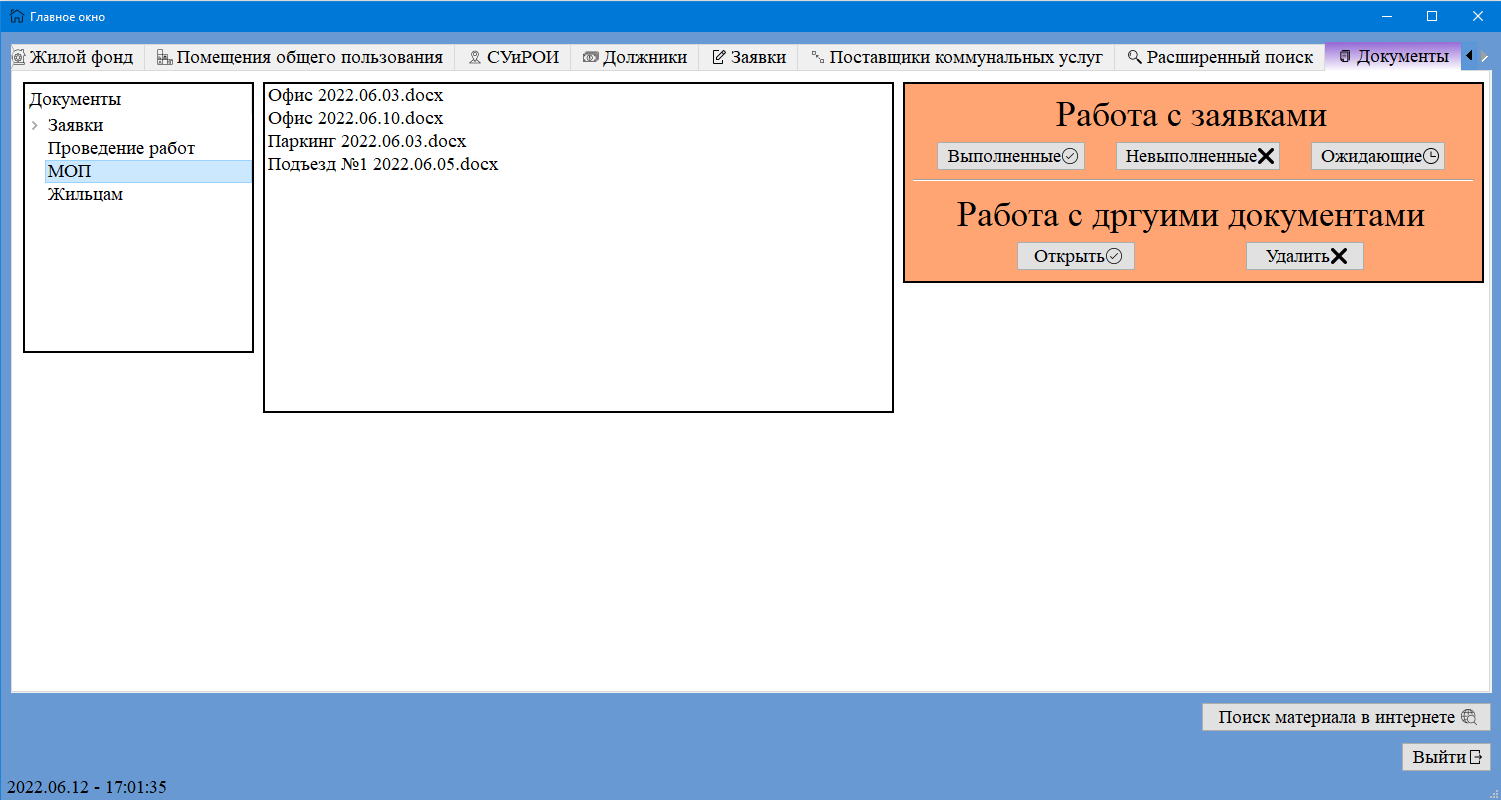 Главное окно
Жилой фонд Помещения общего пользования СУиРОИ Должники Заявки Поставщики коммунальных услуг Расширенный поиск Документы
Документы
Заявки
Проведение работ
МОП
Жильцам
Офис 2022.06.03.docx
Офис 2022.06.10.docx
Паркинг 2022.06.03.docx
Подъезд №1 2022.06.05.docx
Работа с заявками
Выполненные Невыполненные Ожидающие
Работа с дргуими документами
Открыть Удалить
Поиск материала в интернете
Выйти
2022.06.12 - 17:01:35